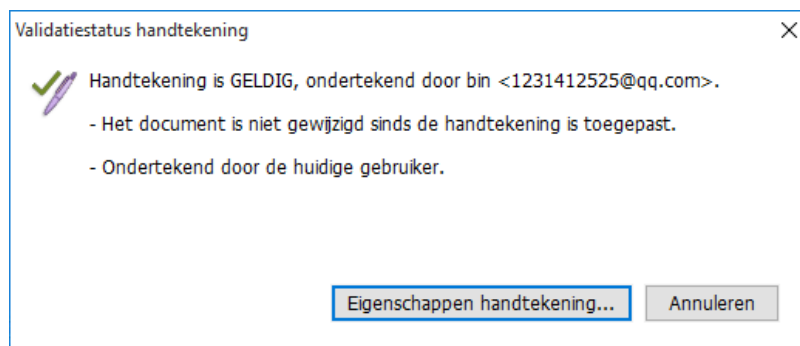 Validatiestatus handtekening
Handtekening is GELDIG, ondertekend door bin <1231412525@qq.com>.
- Het document is niet gewijzigd sinds de handtekening is toegepast.
- Ondertekend door de huidige gebruiker.
Eigenschappen handtekening... Annuleren